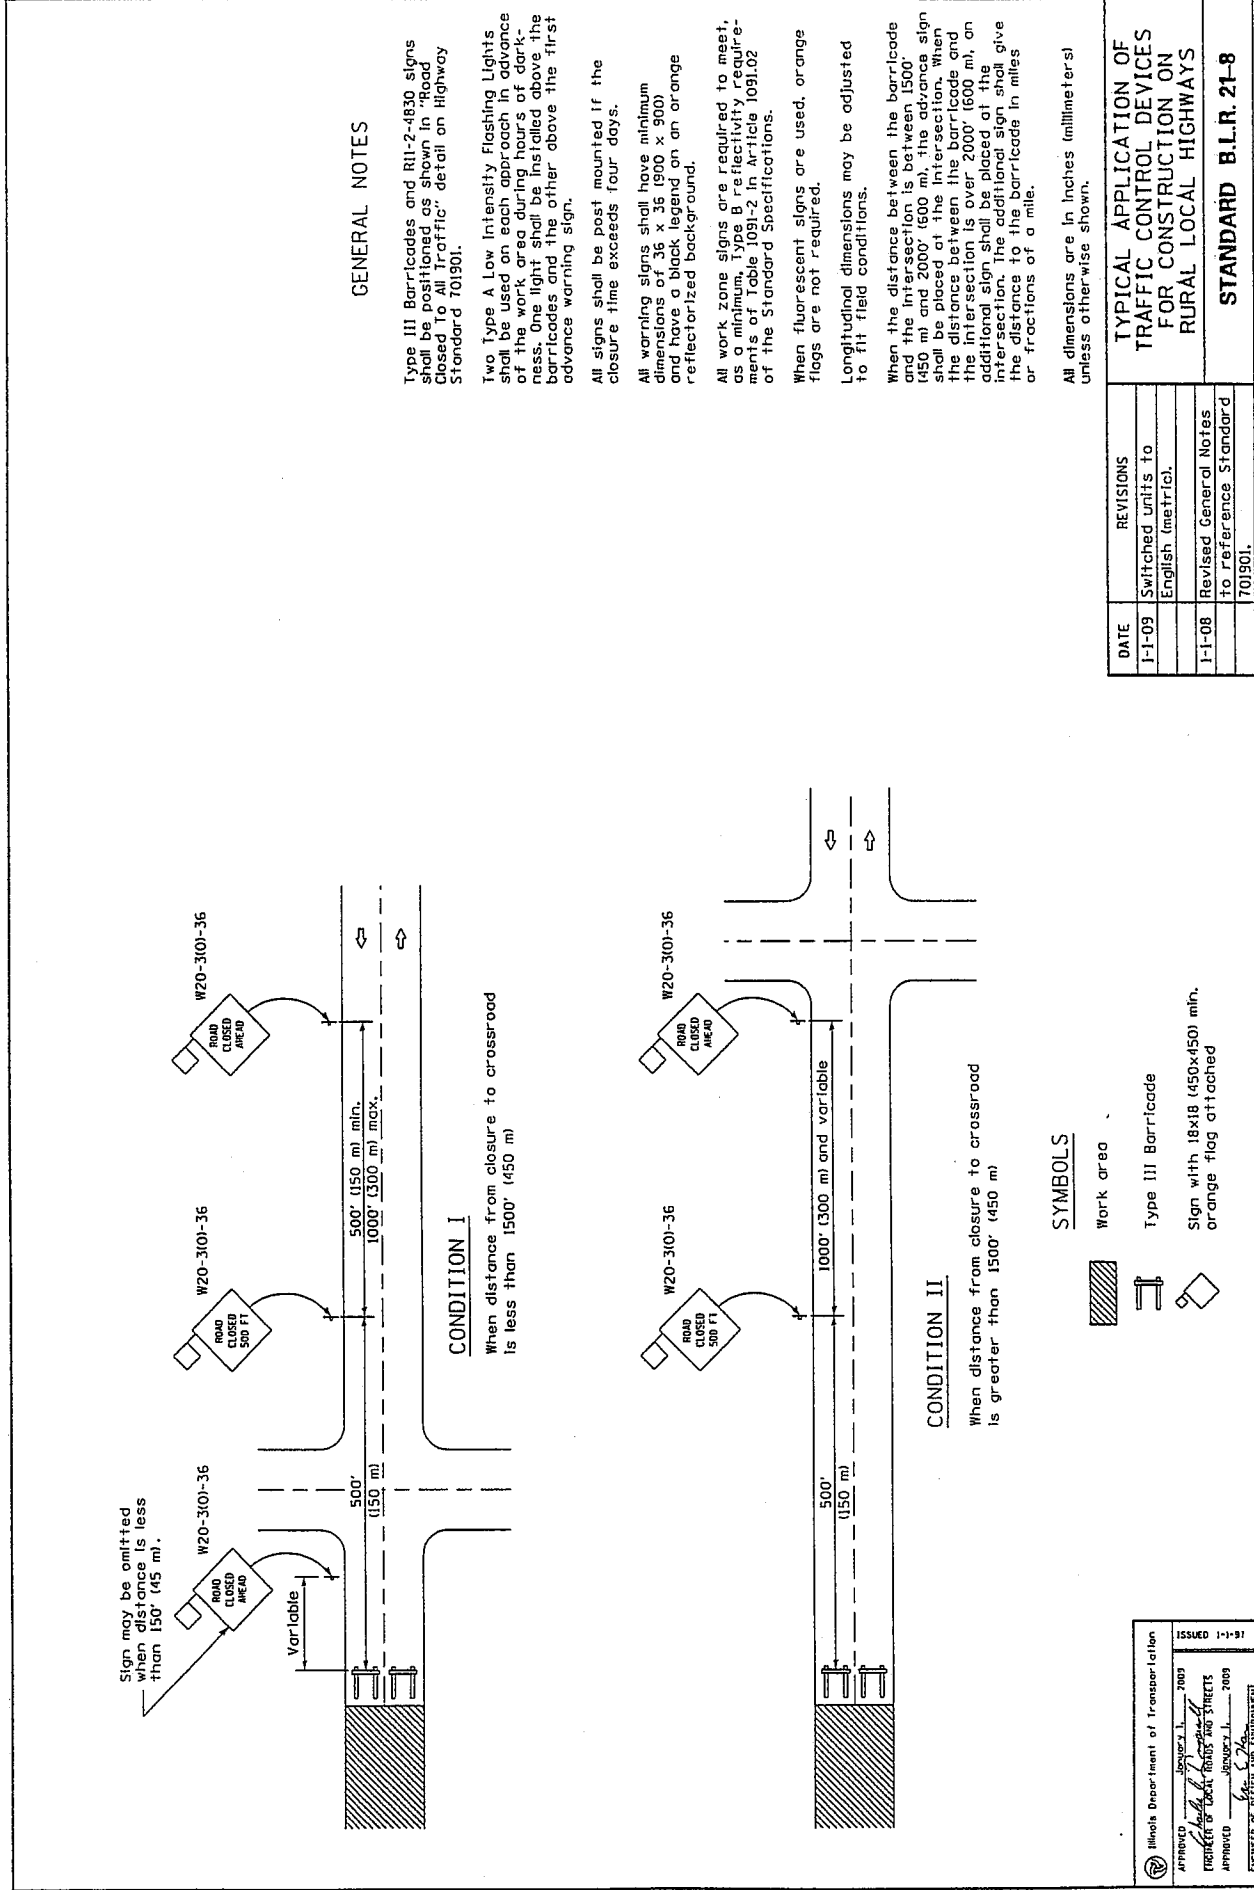 Sign may be omitted
when distance is less
than 150' (45 m).
W20-3(O)-36
W20-3(O)-36
W20-3(O)-36
ROAD
CLOSED
AHEAD
ROAD
CLOSED
500 FT
ROAD
CLOSED
AHEAD
Variable
500'
(150 m)
500' (150 m) min.
1000' (300 m) max.
CONDITION I
When distance from closure to crossroad
is less than 1500' (450 m)
W20-3(O)-36
W20-3(O)-36
ROAD
CLOSED
500 FT
ROAD
CLOSED
AHEAD
500'
(150 m)
1000' (300 m) and variable
CONDITION II
When distance from closure to crossroad
is greater than 1500' (450 m)
SYMBOLS
Work area
Type III Barricade
Sign with 18x18 (450x450) min.
orange flag attached
GENERAL NOTES
Type III Barricades and R11-2-4830 signs
shall be positioned as shown in "Road
Closed To All Traffic" detail on Highway
Standard 701901.
Two Type A Low Intensity Flashing Lights
shall be used on each approach in advance
of the work area during hours of dark-
ness. One light shall be installed above the
barricades and the other above the first
advance warning sign.
All signs shall be post mounted if the
closure time exceeds four days.
All warning signs shall have minimum
dimensions of 36 x 36 (900 x 900)
and have a black legend on an orange
reflectorized background.
All work zone signs are required to meet,
as a minimum, Type B reflectivity require-
ments of Table 1091-2 in Article 1091.02
of the Standard Specifications.
When fluorescent signs are used, orange
flags are not required.
Longitudinal dimensions may be adjusted
to fit field conditions.
When the distance between the barricade
and the intersection is between 1500'
(450 m) and 2000' (600 m), the advance sign
shall be placed at the intersection. When
the distance between the barricade and
the intersection is over 2000' (600 m), an
additional sign shall be placed at the
intersection. The additional sign shall give
the distance to the barricade in miles
or fractions of a mile.
All dimensions are in inches (millimeters)
unless otherwise shown.
Illinois Department of Transportation
APPROVED January 1, 2009
ENGINEER OF LOCAL ROADS AND STREETS
APPROVED January 1, 2009
ENGINEER OF DESIGN AND ENVIRONMENT
ISSUED 1-1-97
DATE REVISIONS
1-1-09 Switched units to
English (metric).
1-1-08 Revised General Notes
to reference Standard
701901.
TYPICAL APPLICATION OF
TRAFFIC CONTROL DEVICES
FOR CONSTRUCTION ON
RURAL LOCAL HIGHWAYS
STANDARD B.L.R. 21-8